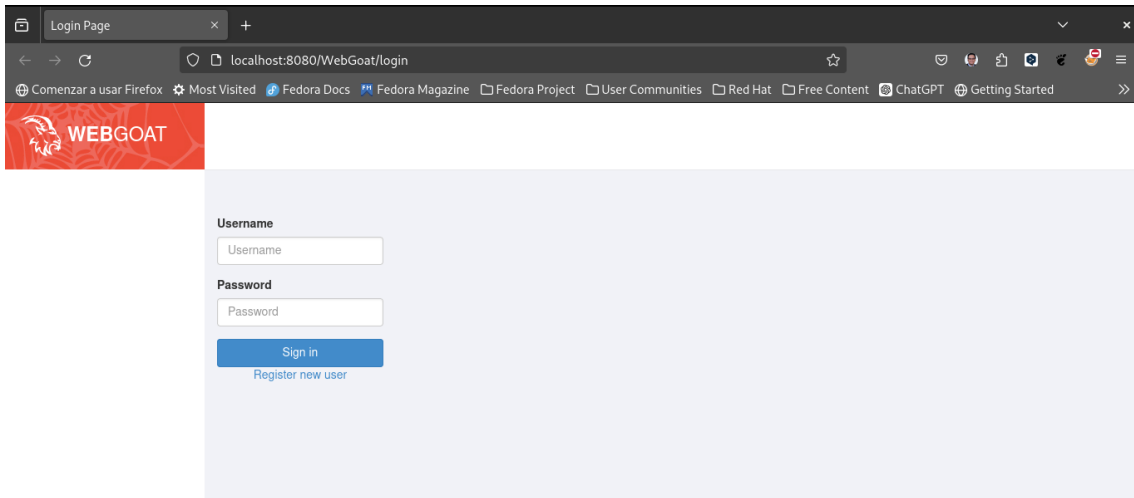 Login Page
localhost:8080/WebGoat/login
Comenzar a usar Firefox Most Visited Fedora Docs Fedora Magazine Fedora Project User Communities Red Hat Free Content ChatGPT Getting Started
WEBGOAT
Username
Username
Password
Password
Sign in
Register new user